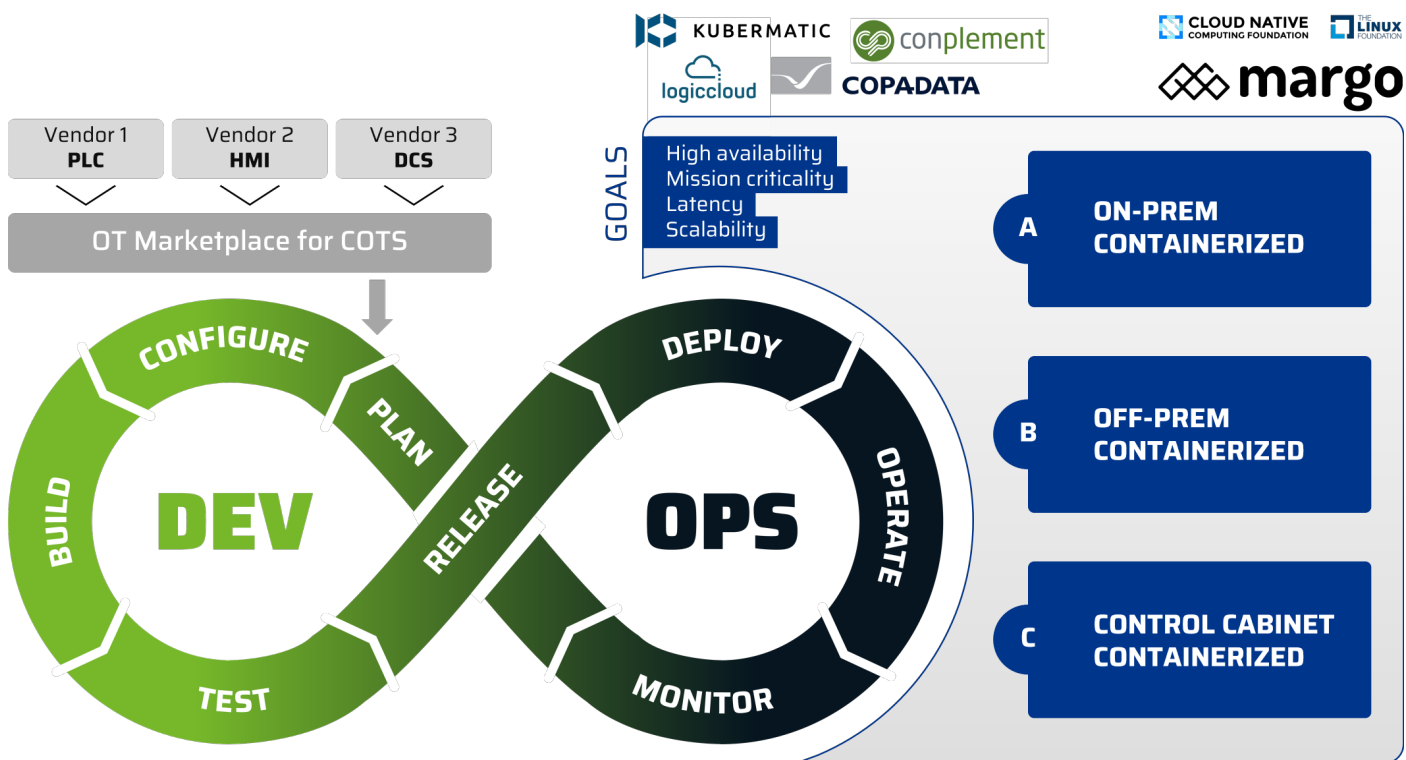 KUBERMATIC
conplement
logiccloud
COPADATA
CLOUD NATIVE
COMPUTING FOUNDATION
THE
LINUX
FOUNDATION
margo
Vendor 1
PLC
Vendor 2
HMI
Vendor 3
DCS
OT Marketplace for COTS
GOALS
High availability
Mission criticality
Latency
Scalability
CONFIGURE
PLAN
BUILD
DEV
TEST
RELEASE
DEPLOY
OPERATE
OPS
MONITOR
A
ON-PREM
CONTAINERIZED
B
OFF-PREM
CONTAINERIZED
C
CONTROL CABINET
CONTAINERIZED